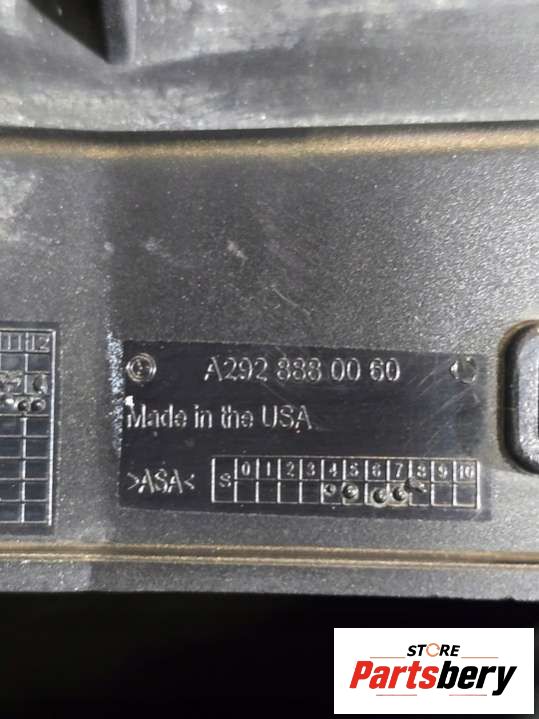 A292 888 00 60
Made in the USA
>ASA<
S 0 1 2 3 4 5 6 7 8 9 10
12
STORE
Partsbery